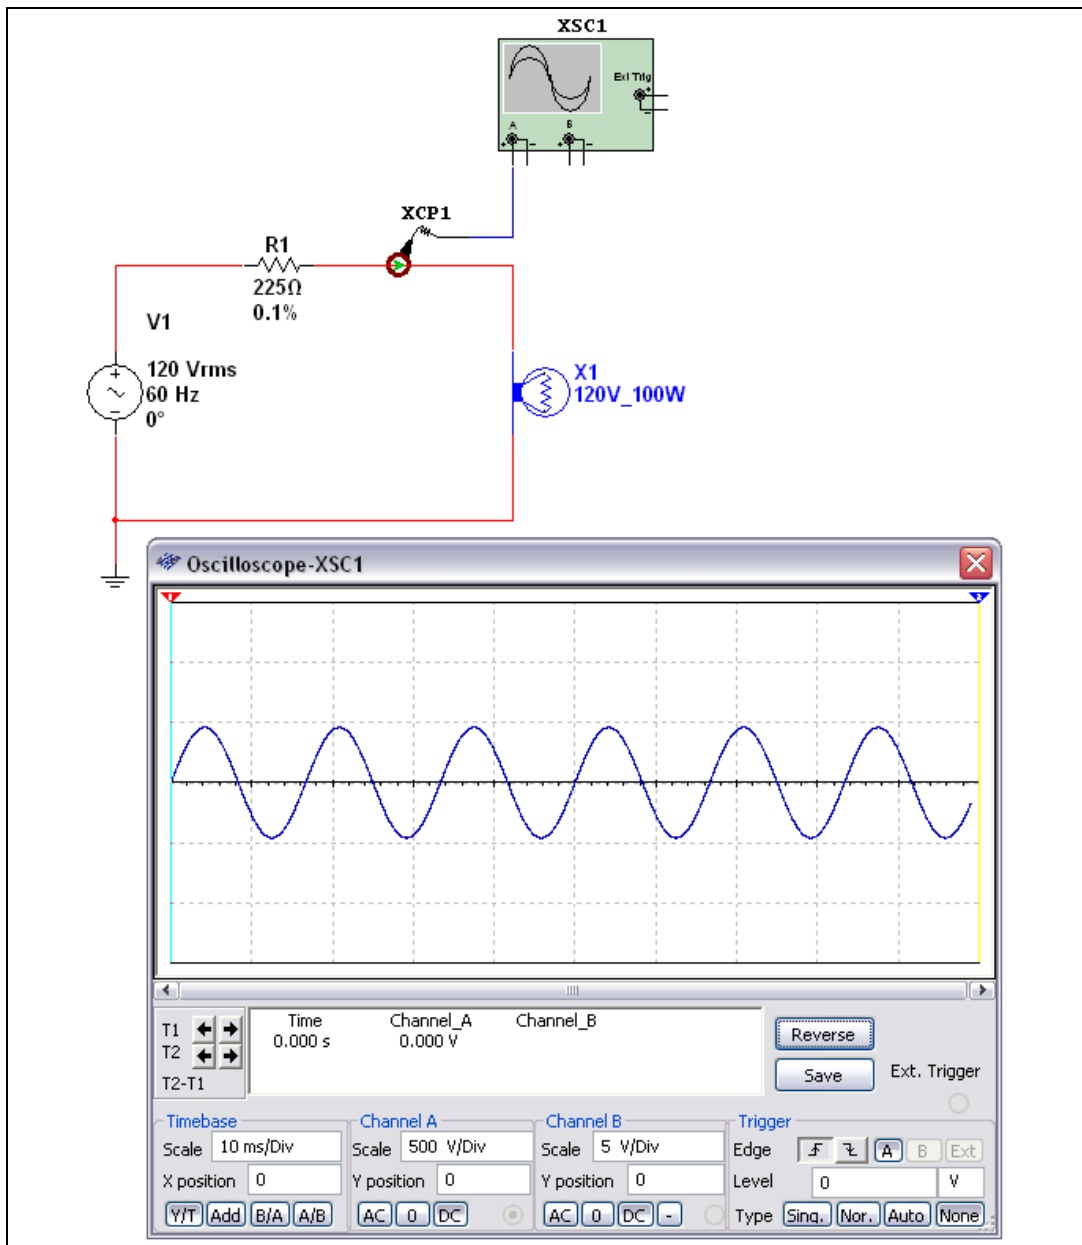 XSC1
Ext Trig
+
−
A
B
+ − + −
XCP1
R1
225Ω
0.1%
V1
120 Vrms
60 Hz
0°
+
−
X1
120V_100W
Oscilloscope-XSC1
1 2
Time Channel_A Channel_B
0.000 s 0.000 V
T1
T2
T2-T1
Reverse
Save
Ext. Trigger
Timebase Channel A Channel B Trigger
Scale 10 ms/Div Scale 500 V/Div Scale 5 V/Div Edge A B Ext
X position 0 Y position 0 Y position 0 Level 0 V
Y/T Add B/A A/B AC 0 DC AC 0 DC - Type Sing. Nor. Auto None